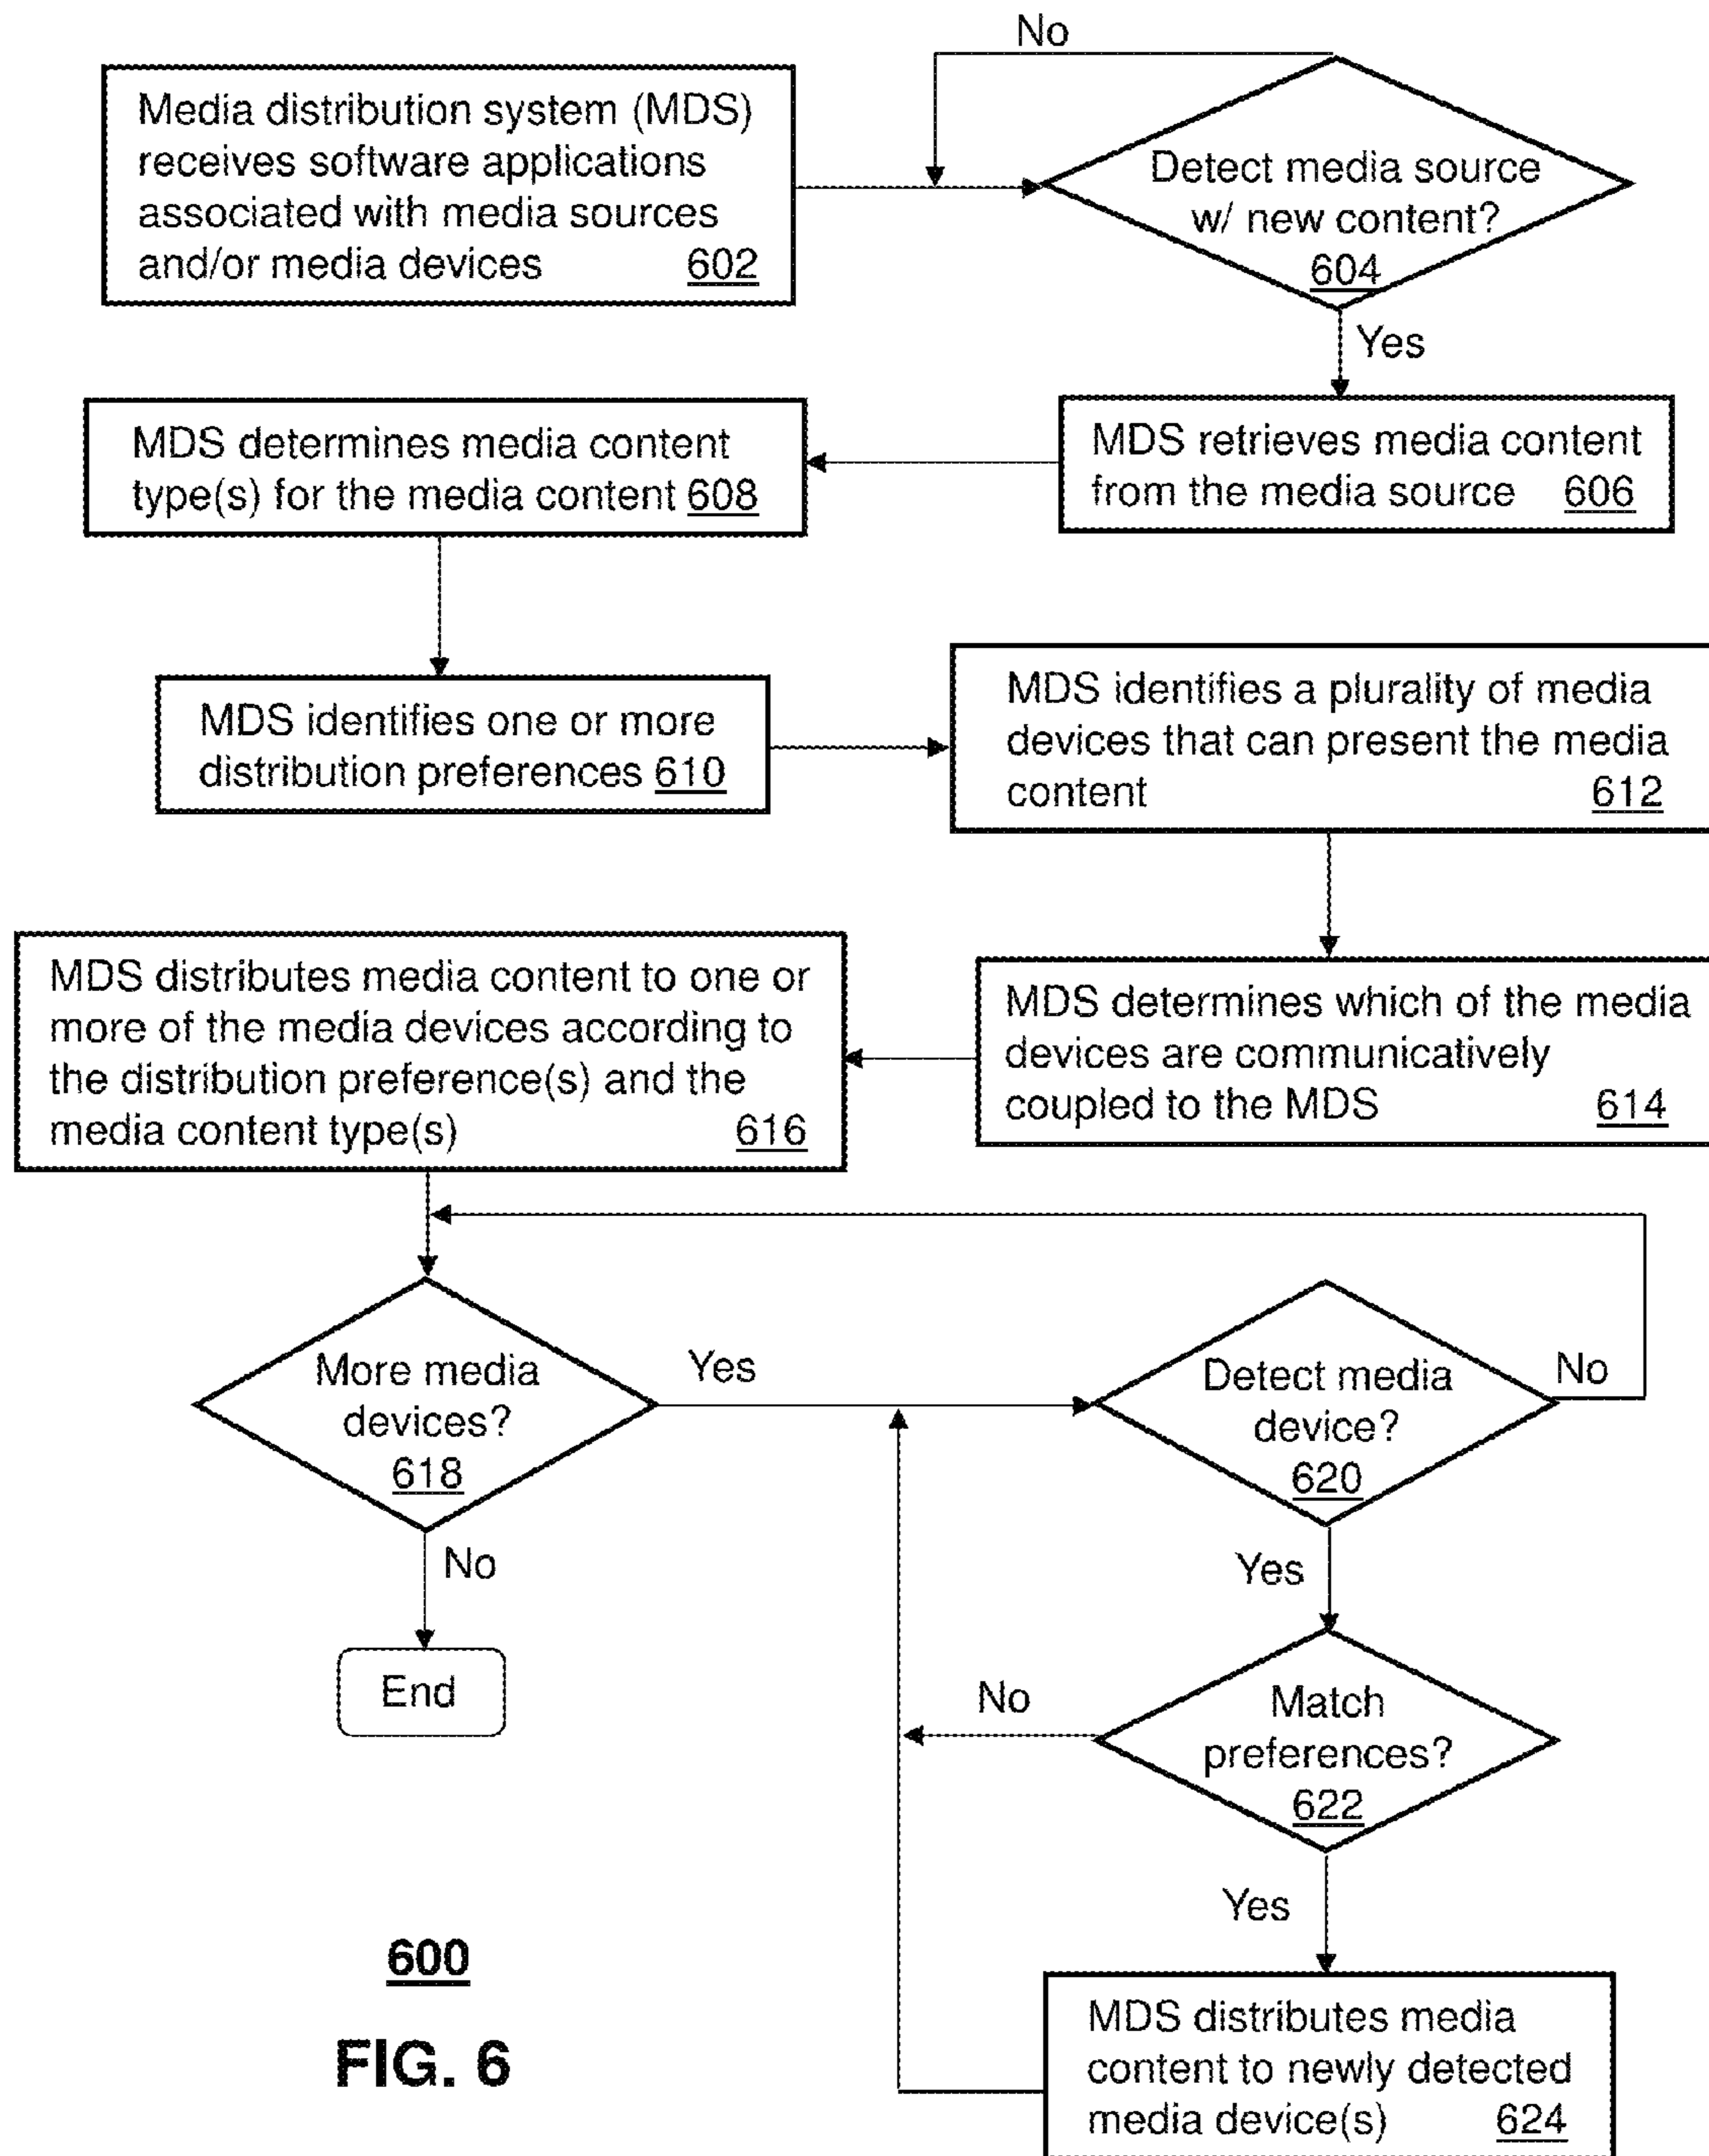 No
Media distribution system (MDS)
receives software applications
associated with media sources
and/or media devices 602
Detect media source
w/ new content?
604
Yes
MDS retrieves media content
from the media source 606
MDS determines media content
type(s) for the media content 608
MDS identifies one or more
distribution preferences 610
MDS identifies a plurality of media
devices that can present the media
content 612
MDS determines which of the media
devices are communicatively
coupled to the MDS 614
MDS distributes media content to one or
more of the media devices according to
the distribution preference(s) and the
media content type(s) 616
More media
devices?
618
Yes
No
End
Detect media
device?
620
No
Yes
Match
preferences?
622
No
Yes
MDS distributes media
content to newly detected
media device(s) 624
600
FIG. 6